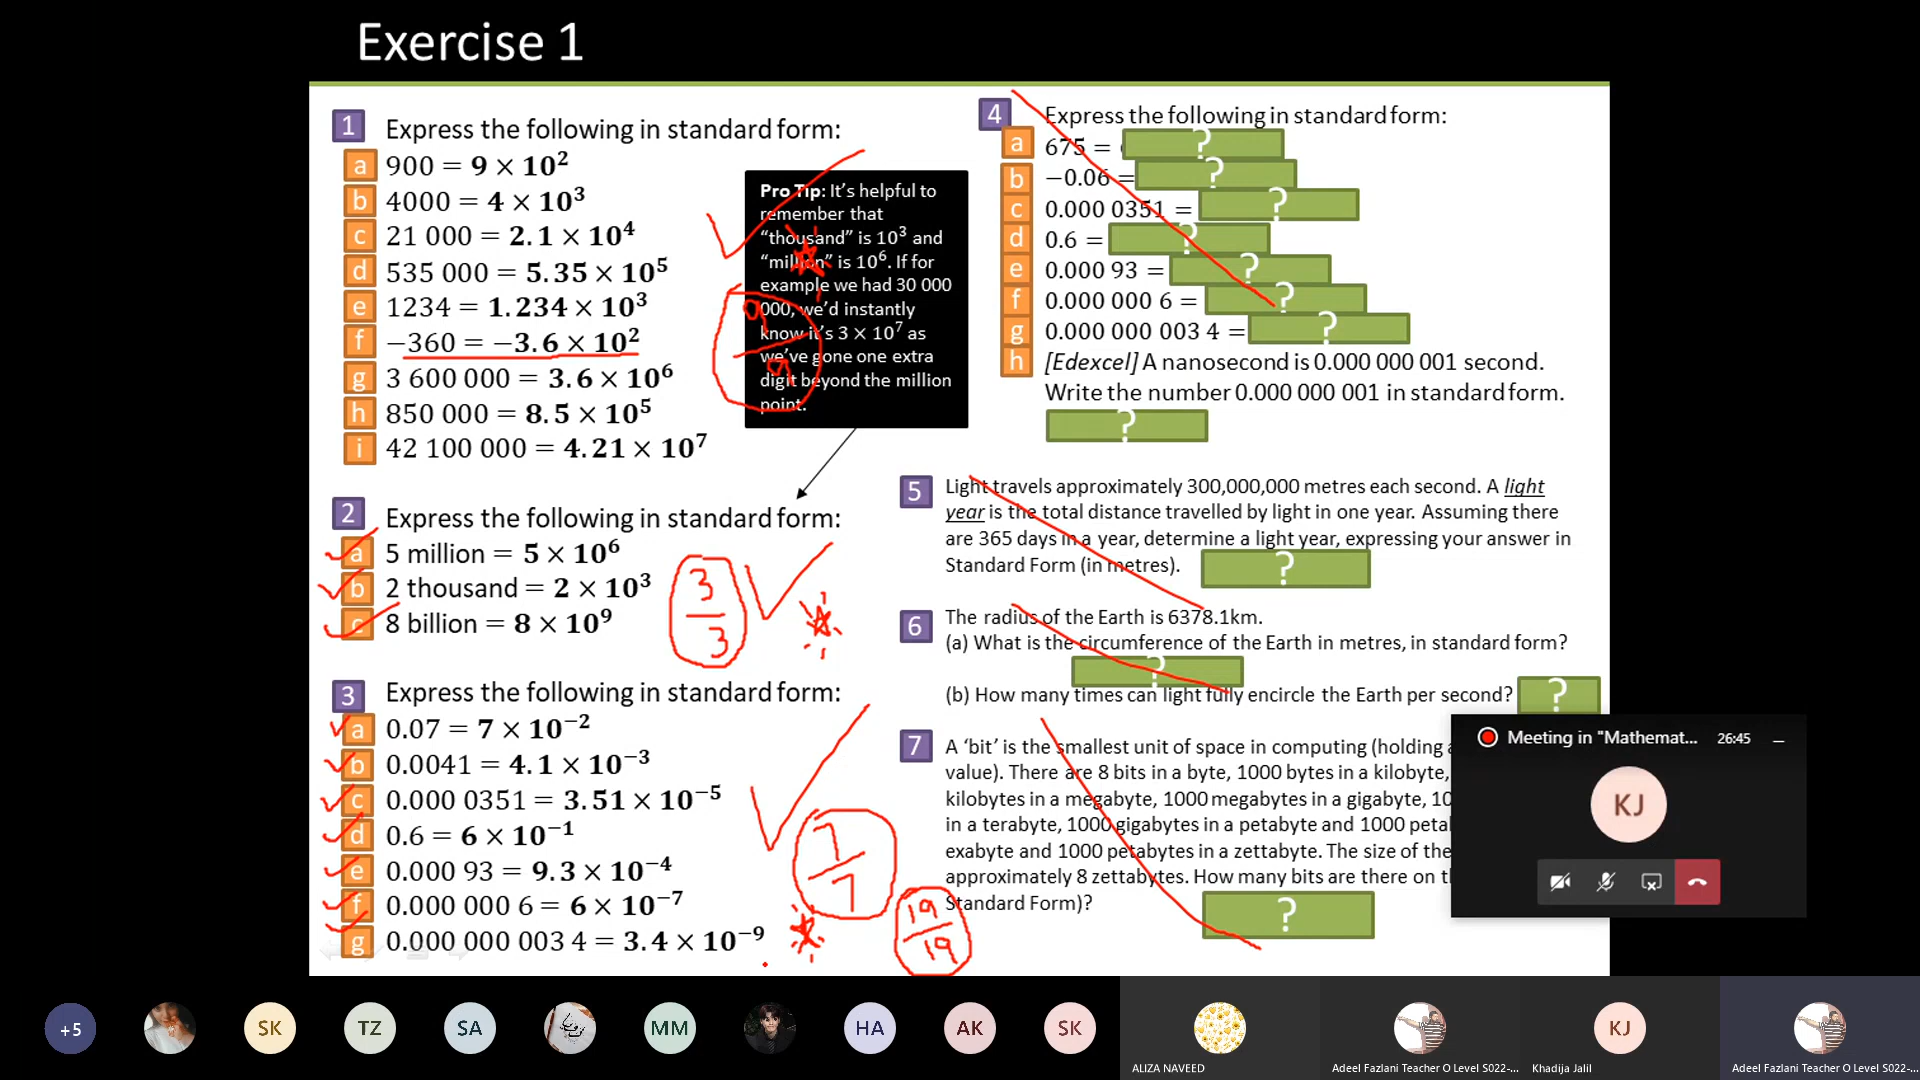 Exercise 1
1 Express the following in standard form:
a 900 = 9 × 10²
b 4000 = 4 × 10³
c 21 000 = 2.1 × 10⁴
d 535 000 = 5.35 × 10⁵
e 1234 = 1.234 × 10³
f −360 = −3.6 × 10²
g 3 600 000 = 3.6 × 10⁶
h 850 000 = 8.5 × 10⁵
i 42 100 000 = 4.21 × 10⁷
Pro Tip: It's helpful to
remember that
"thousand" is 10³ and
"million" is 10⁶. If for
example we had 30 000
000, we'd instantly
know it's 3 × 10⁷ as
we've gone one extra
digit beyond the million
point.
9
9
2 Express the following in standard form:
a 5 million = 5 × 10⁶
b 2 thousand = 2 × 10³
c 8 billion = 8 × 10⁹
3
3
3 Express the following in standard form:
a 0.07 = 7 × 10⁻²
b 0.0041 = 4.1 × 10⁻³
c 0.000 0351 = 3.51 × 10⁻⁵
d 0.6 = 6 × 10⁻¹
e 0.000 93 = 9.3 × 10⁻⁴
f 0.000 000 6 = 6 × 10⁻⁷
g 0.000 000 003 4 = 3.4 × 10⁻⁹
7
7
19
19
4 Express the following in standard form:
a 675 = ?
b −0.06 = ?
c 0.000 0351 = ?
d 0.6 = ?
e 0.000 93 = ?
f 0.000 000 6 = ?
g 0.000 000 003 4 = ?
h [Edexcel] A nanosecond is 0.000 000 001 second.
Write the number 0.000 000 001 in standard form.
?
5 Light travels approximately 300,000,000 metres each second. A light
year is the total distance travelled by light in one year. Assuming there
are 365 days in a year, determine a light year, expressing your answer in
Standard Form (in metres). ?
6 The radius of the Earth is 6378.1km.
(a) What is the circumference of the Earth in metres, in standard form?
?
(b) How many times can light fully encircle the Earth per second? ?
7 A 'bit' is the smallest unit of space in computing (holding
value). There are 8 bits in a byte, 1000 bytes in a kilobyte,
kilobytes in a megabyte, 1000 megabytes in a gigabyte, 10
in a terabyte, 1000 gigabytes in a petabyte and 1000 peta
exabyte and 1000 petabytes in a zettabyte. The size of the
approximately 8 zettabytes. How many bits are there on
Standard Form)? ?
Meeting in "Mathemat... 26:45
KJ
+5 SK TZ SA MM HA AK SK KJ
ALIZA NAVEED Adeel Fazlani Teacher O Level S022-... Khadija Jalil Adeel Fazlani Teacher O Level S022-...